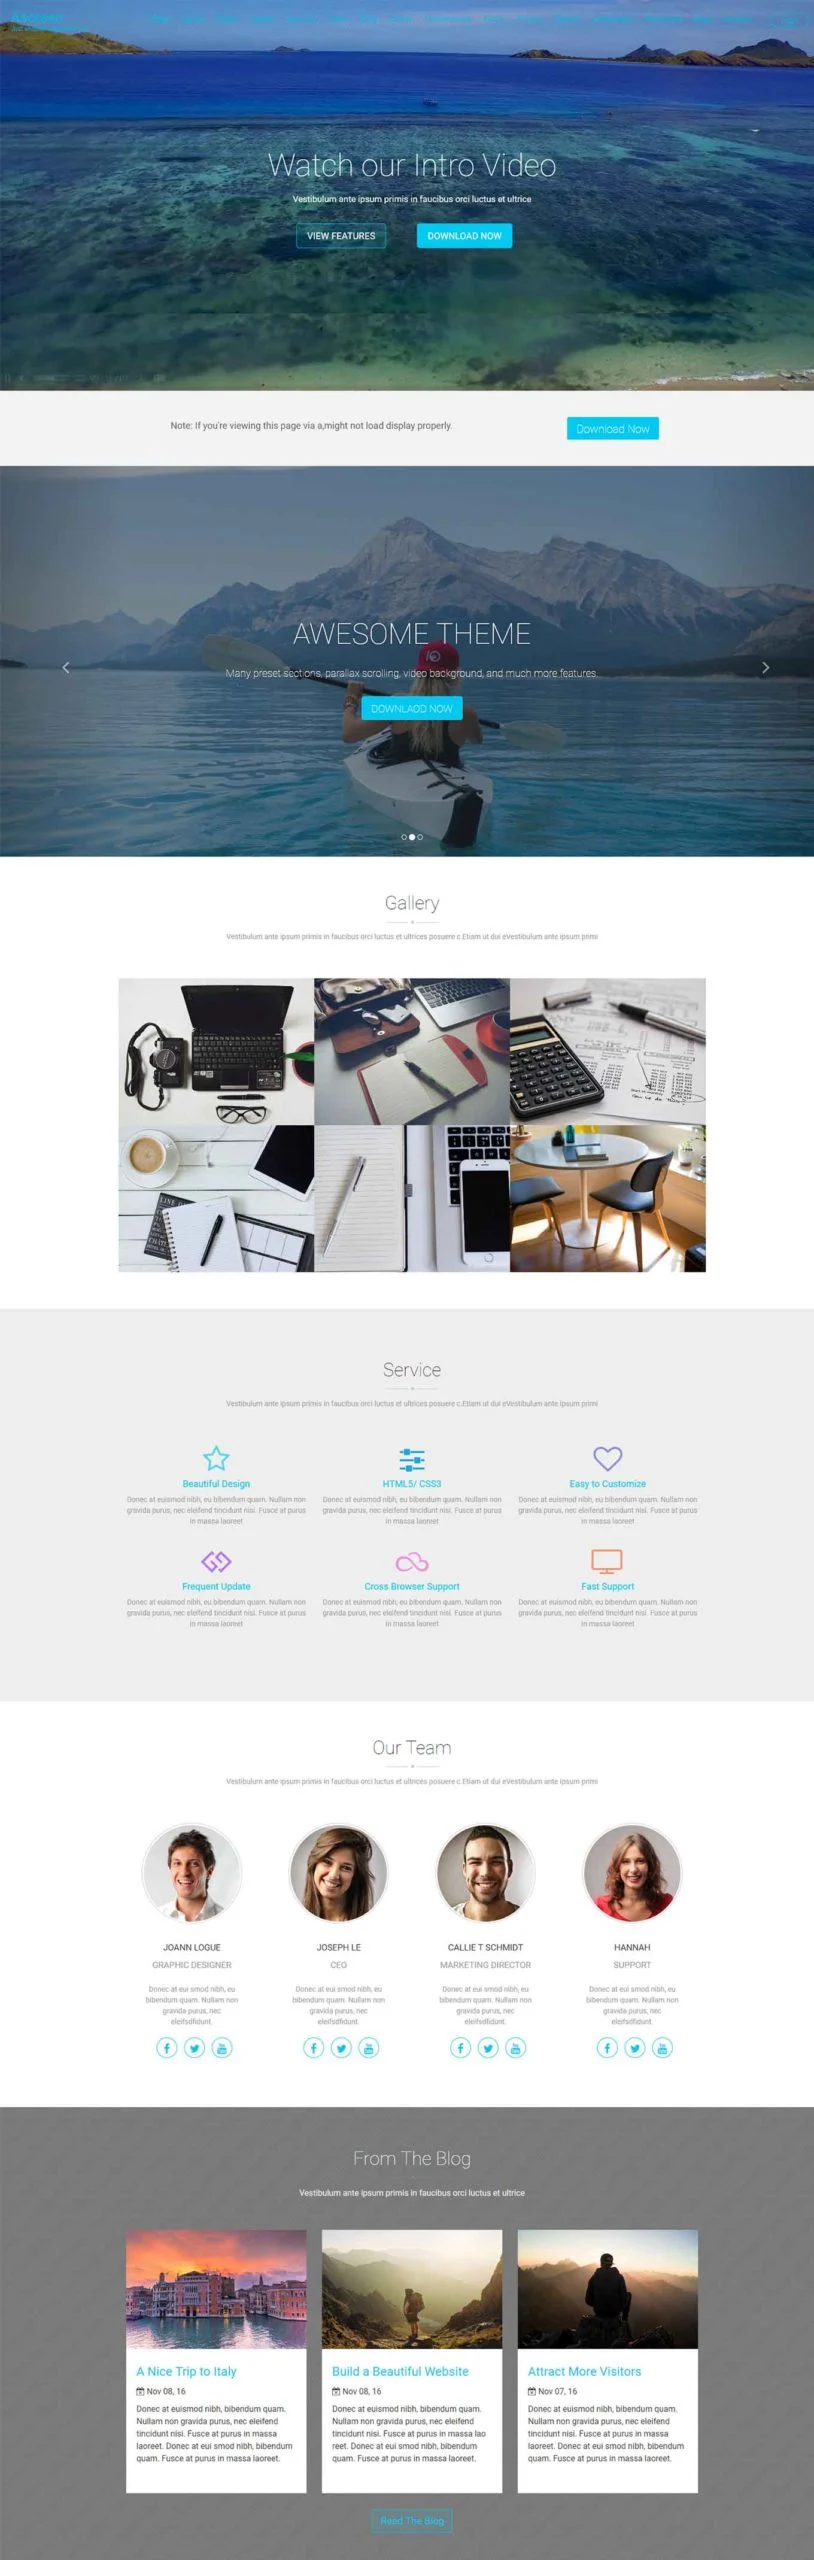 Watch our Intro Video
Vestibulum ante ipsum primis in faucibus orci luctus et ultrice
VIEW FEATURES
DOWNLOAD NOW
Note: If you're viewing this page via a,might not load display properly.
Download Now
AWESOME THEME
Many preset sections, parallax scrolling, video background, and much more features.
DOWNLAOD NOW
Gallery
Vestibulum ante ipsum primis in faucibus orci luctus et ultrices posuere c.Etiam ut dui eVestibulum ante ipsum primi
Service
Vestibulum ante ipsum primis in faucibus orci luctus et ultrices posuere c.Etiam ut dui eVestibulum ante ipsum primi
Beautiful Design
Donec at euismod nibh, eu bibendum quam. Nullam non
gravida purus, nec eleifend tincidunt nisi. Fusce at purus
in massa laoreet
HTML5/ CSS3
Donec at euismod nibh, eu bibendum quam. Nullam non
gravida purus, nec eleifend tincidunt nisi. Fusce at purus
in massa laoreet
Easy to Customize
Donec at euismod nibh, eu bibendum quam. Nullam non
gravida purus, nec eleifend tincidunt nisi. Fusce at purus
in massa laoreet
Frequent Update
Donec at euismod nibh, eu bibendum quam. Nullam non
gravida purus, nec eleifend tincidunt nisi. Fusce at purus
in massa laoreet
Cross Browser Support
Donec at euismod nibh, eu bibendum quam. Nullam non
gravida purus, nec eleifend tincidunt nisi. Fusce at purus
in massa laoreet
Fast Support
Donec at euismod nibh, eu bibendum quam. Nullam non
gravida purus, nec eleifend tincidunt nisi. Fusce at purus
in massa laoreet
Our Team
Vestibulum ante ipsum primis in faucibus orci luctus et ultrices posuere c.Etiam ut dui eVestibulum ante ipsum primi
JOANN LOGUE
GRAPHIC DESIGNER
Donec at eui smod nibh, eu
bibendum quam. Nullam non
gravida purus, nec
eleifsdfidunt
JOSEPH LE
CEO
Donec at eui smod nibh, eu
bibendum quam. Nullam non
gravida purus, nec
eleifsdfidunt
CALLIE T SCHMIDT
MARKETING DIRECTOR
Donec at eui smod nibh, eu
bibendum quam. Nullam non
gravida purus, nec
eleifsdfidunt
HANNAH
SUPPORT
Donec at eui smod nibh, eu
bibendum quam. Nullam non
gravida purus, nec
eleifsdfidunt
From The Blog
Vestibulum ante ipsum primis in faucibus orci luctus et ultrice
A Nice Trip to Italy
Nov 08, 16
Donec at euismod nibh, bibendum quam.
Nullam non gravida purus, nec eleifend
tincidunt nisi. Fusce at purus in massa
laoreet. Donec at eui smod nibh, bibendum
quam. Fusce at purus in massa laoreet.
Build a Beautiful Website
Nov 08, 16
Donec at euismod nibh, bibendum quam.
Nullam non gravida purus, nec eleifend
tincidunt nisi. Fusce at purus in massa lao
reet. Donec at eui smod nibh, bibendum
quam. Fusce at purus in massa laoreet.
Attract More Visitors
Nov 07, 16
Donec at euismod nibh, bibendum quam.
Nullam non gravida purus, nec eleifend
tincidunt nisi. Fusce at purus in massa
laoreet. Donec at eui smod nibh, bibendum
quam. Fusce at purus in massa laoreet.
Read The Blog